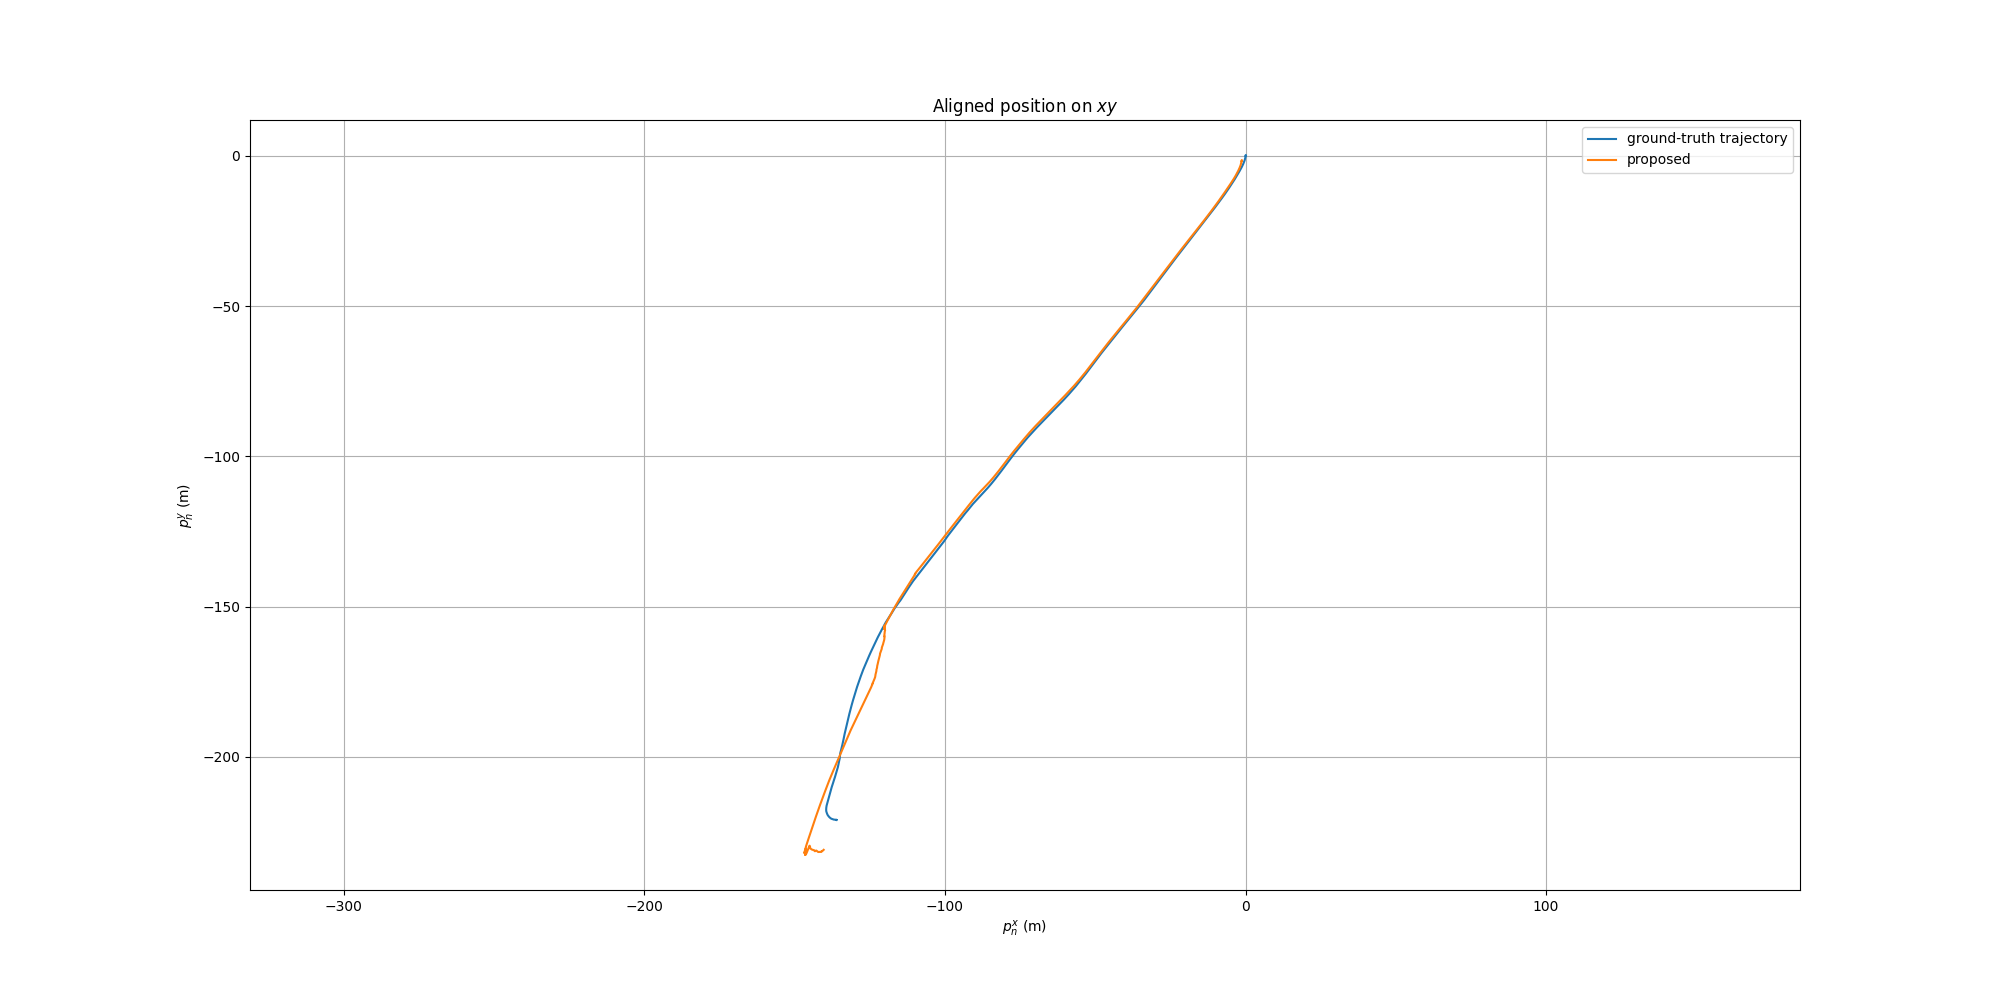 Aligned position on xy
ground-truth trajectory
proposed
0
−50
−100
−150
−200
p_n^y (m)
−300
−200
−100
0
100
p_n^x (m)